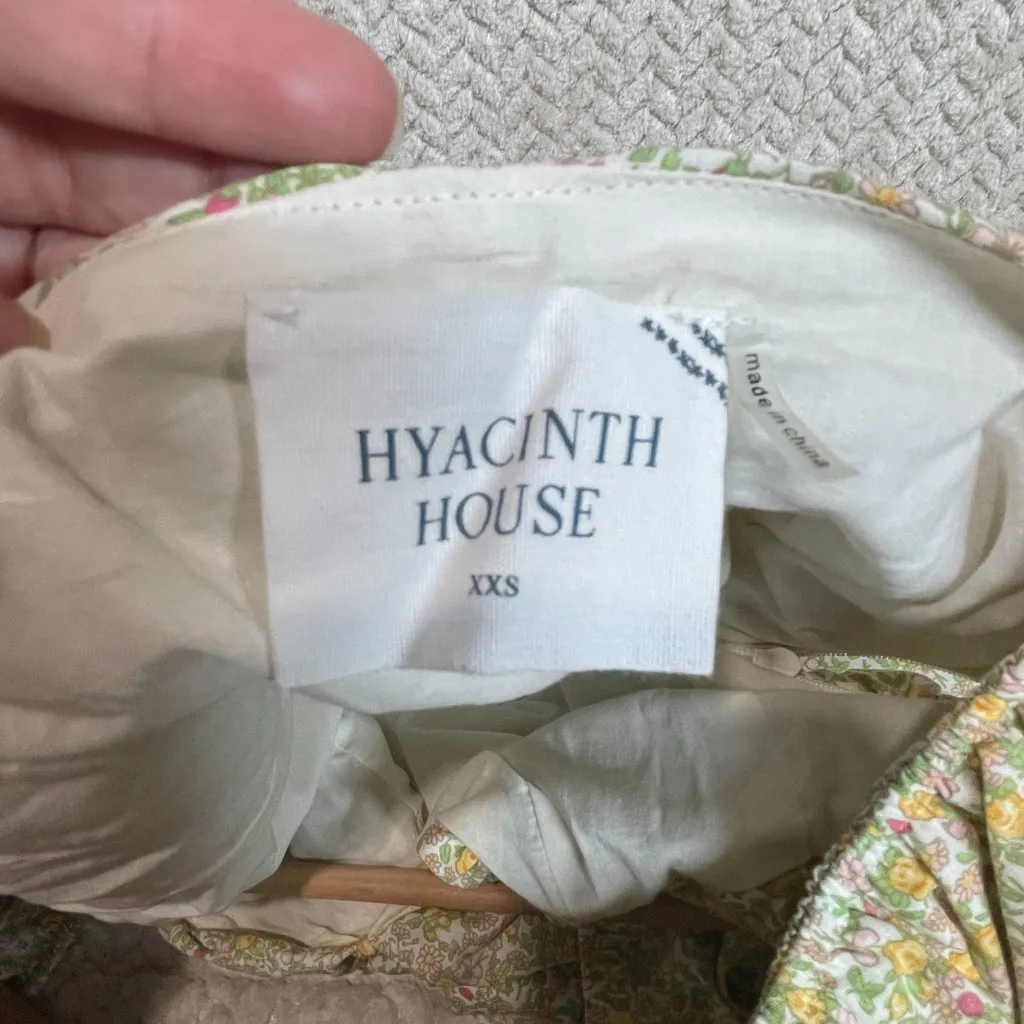 HYACINTH
HOUSE
XXS
made in china